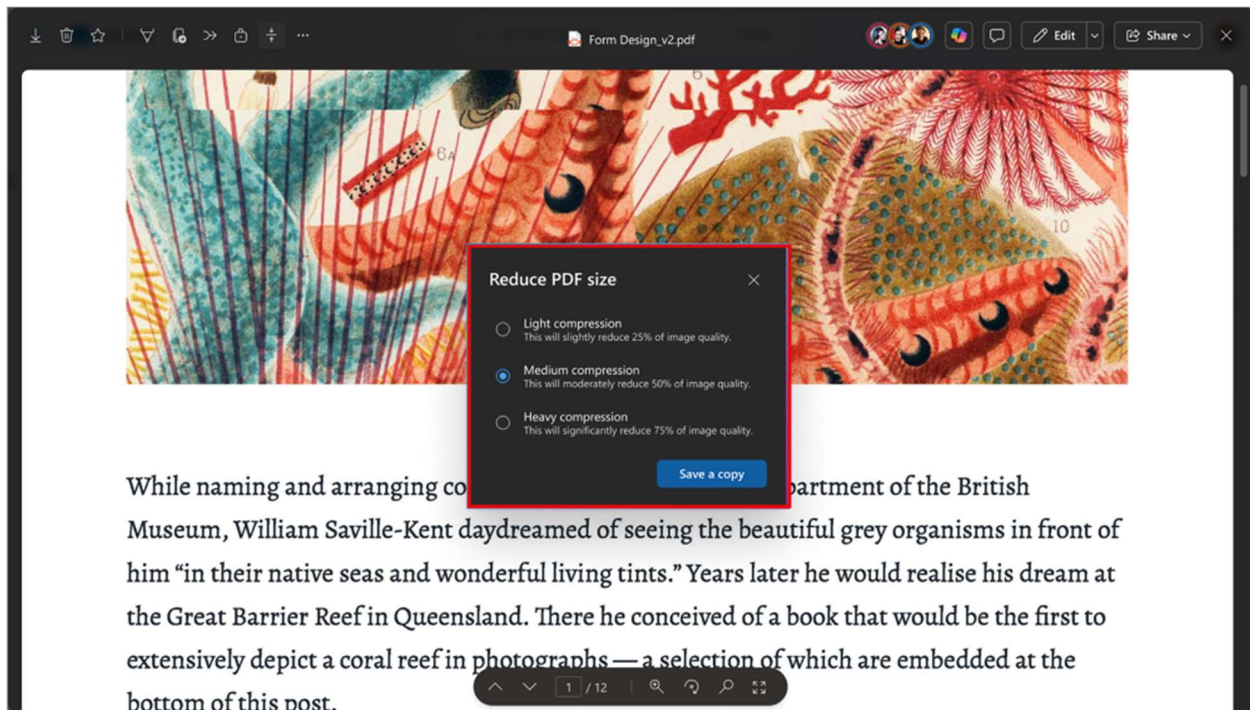 Form Design_v2.pdf
Edit
Share
6
6A
10
Reduce PDF size
Light compression
This will slightly reduce 25% of image quality.
Medium compression
This will moderately reduce 50% of image quality.
Heavy compression
This will significantly reduce 75% of image quality.
Save a copy
While naming and arranging co partment of the British
Museum, William Saville-Kent daydreamed of seeing the beautiful grey organisms in front of
him “in their native seas and wonderful living tints.” Years later he would realise his dream at
the Great Barrier Reef in Queensland. There he conceived of a book that would be the first to
extensively depict a coral reef in photographs — a selection of which are embedded at the
bottom of this post.
1 / 12